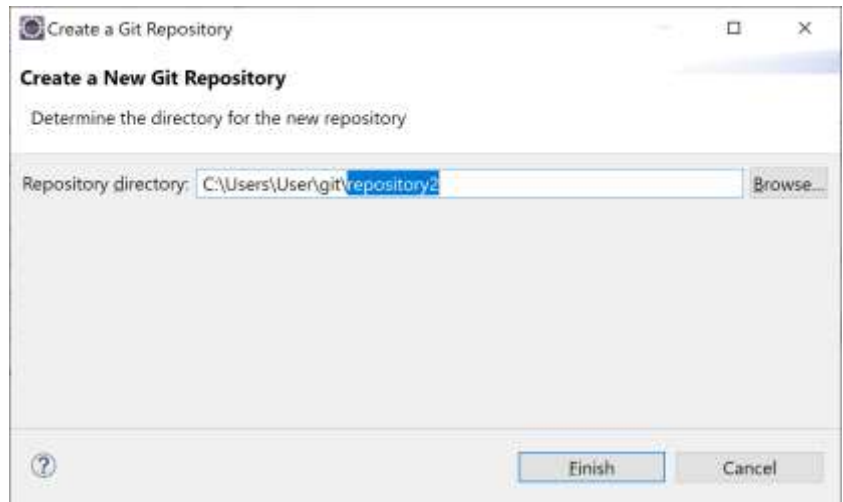 Create a Git Repository
Create a New Git Repository
Determine the directory for the new repository
Repository directory: C:\Users\User\git\repository2 Browse...
Finish Cancel